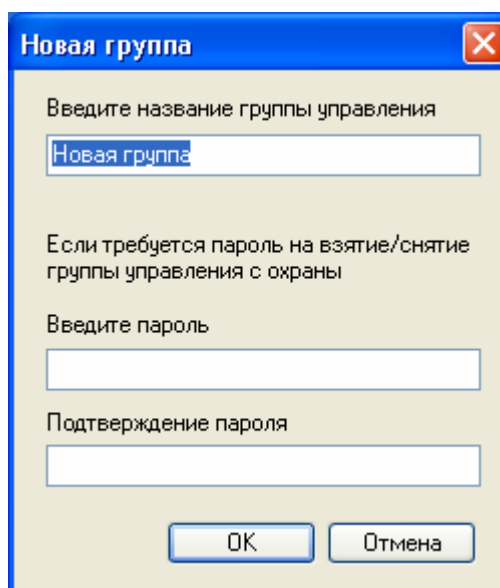 Новая группа
Введите название группы управления
Новая группа
Если требуется пароль на взятие/снятие
группы управления с охраны
Введите пароль
Подтверждение пароля
OK
Отмена